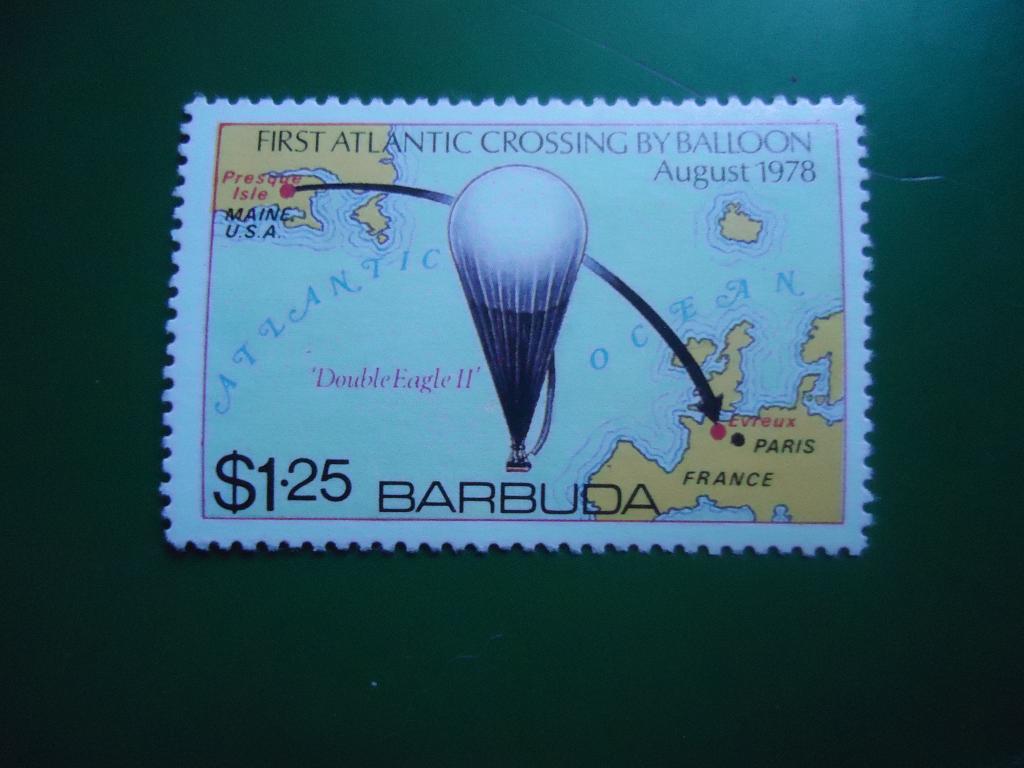 FIRST ATLANTIC CROSSING BY BALLOON
August 1978
Presque
Isle
MAINE,
U.S.A.
ATLANTIC
OCEAN
'Double Eagle II'
Evreux
PARIS
FRANCE
$1·25 BARBUDA